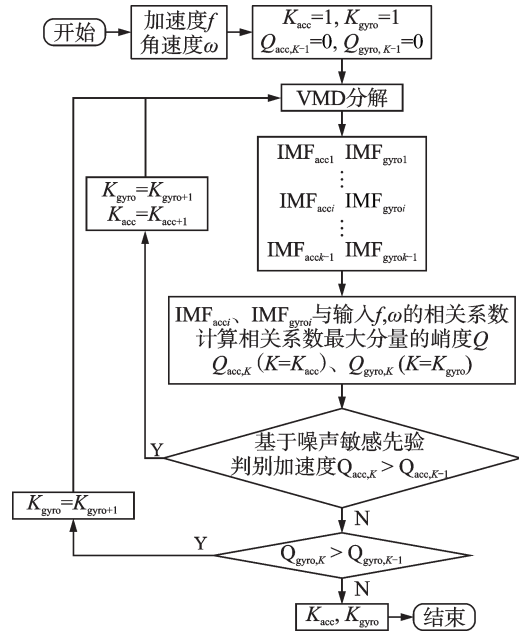 开始
加速度f
角速度ω
K_acc=1, K_gyro=1
Q_acc,K-1=0, Q_gyro, K-1=0
VMD分解
IMF_acc1 IMF_gyro1
⋮
IMF_acci IMF_gyroi
⋮
IMF_acck-1 IMF_gyrok-1
K_gyro=K_gyro+1
K_acc=K_acc+1
IMF_acci、IMF_gyroi与输入f,ω的相关系数
计算相关系数最大分量的峭度Q
Q_acc,K (K=K_acc)、Q_gyro,K (K=K_gyro)
Y
基于噪声敏感先验
判别加速度Q_acc,K > Q_acc,K-1
K_gyro=K_gyro+1
N
Y
Q_gyro,K > Q_gyro,K-1
N
K_acc, K_gyro
结束